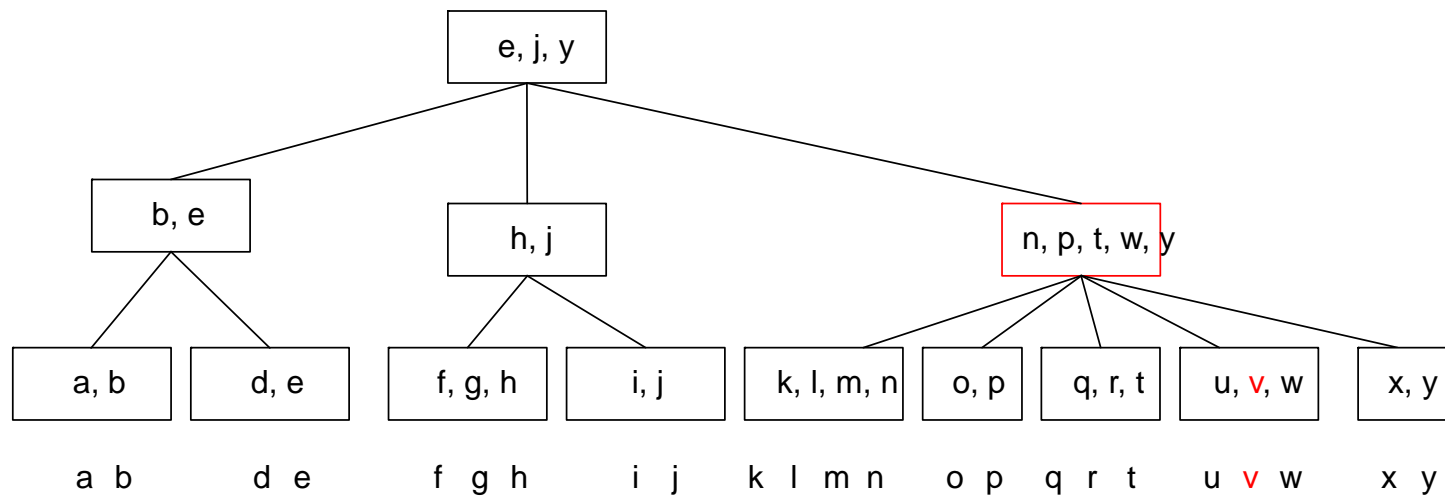 e, j, y
b, e
h, j
n, p, t, w, y
a, b
d, e
f, g, h
i, j
k, l, m, n
o, p
q, r, t
u, v, w
x, y
a b d e f g h i j k l m n o p q r t u v w x y